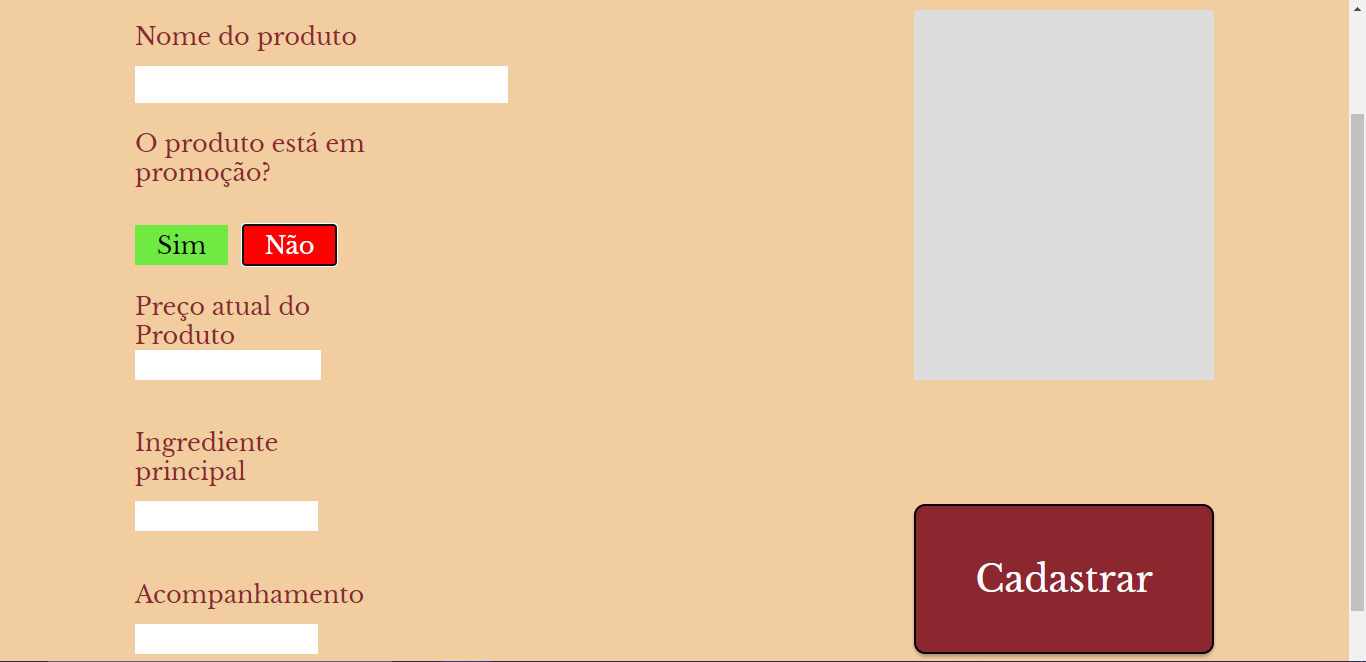 Nome do produto
O produto está em
promoção?
Sim
Não
Preço atual do
Produto
Ingrediente
principal
Acompanhamento
Cadastrar